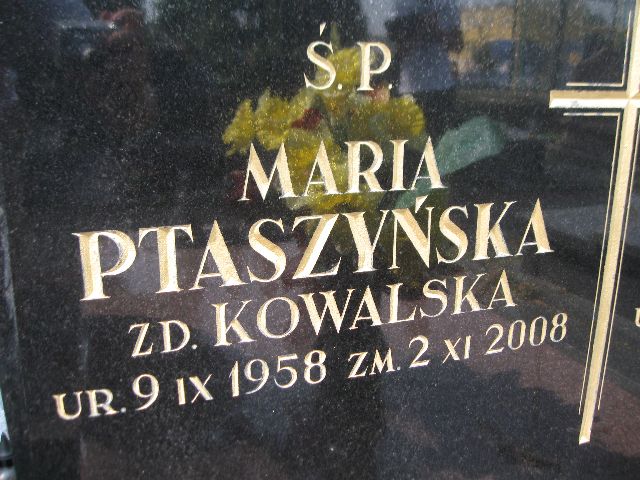 Ś.P.
MARIA
PTASZYŃSKA
ZD. KOWALSKA
UR. 9 IX 1958 ZM. 2 XI 2008